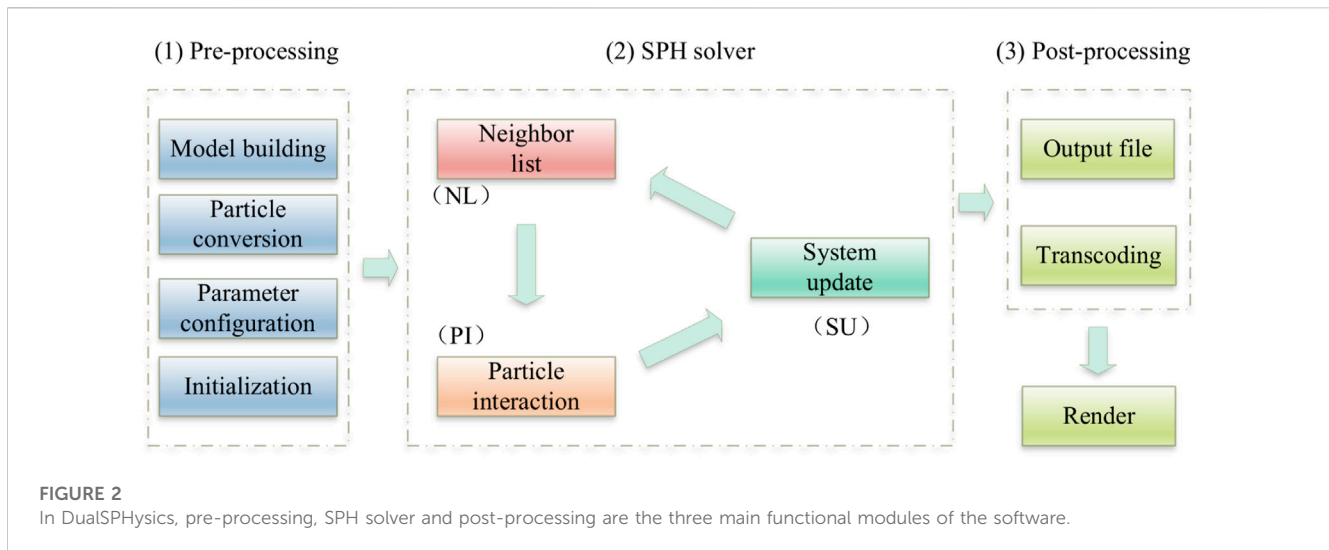 (1) Pre-processing
(2) SPH solver
(3) Post-processing
Model building
Particle
conversion
Parameter
configuration
Initialization
Neighbor
list
（NL）
（PI）
Particle
interaction
System
update
（SU）
Output file
Transcoding
Render
FIGURE 2
In DualSPHysics, pre-processing, SPH solver and post-processing are the three main functional modules of the software.